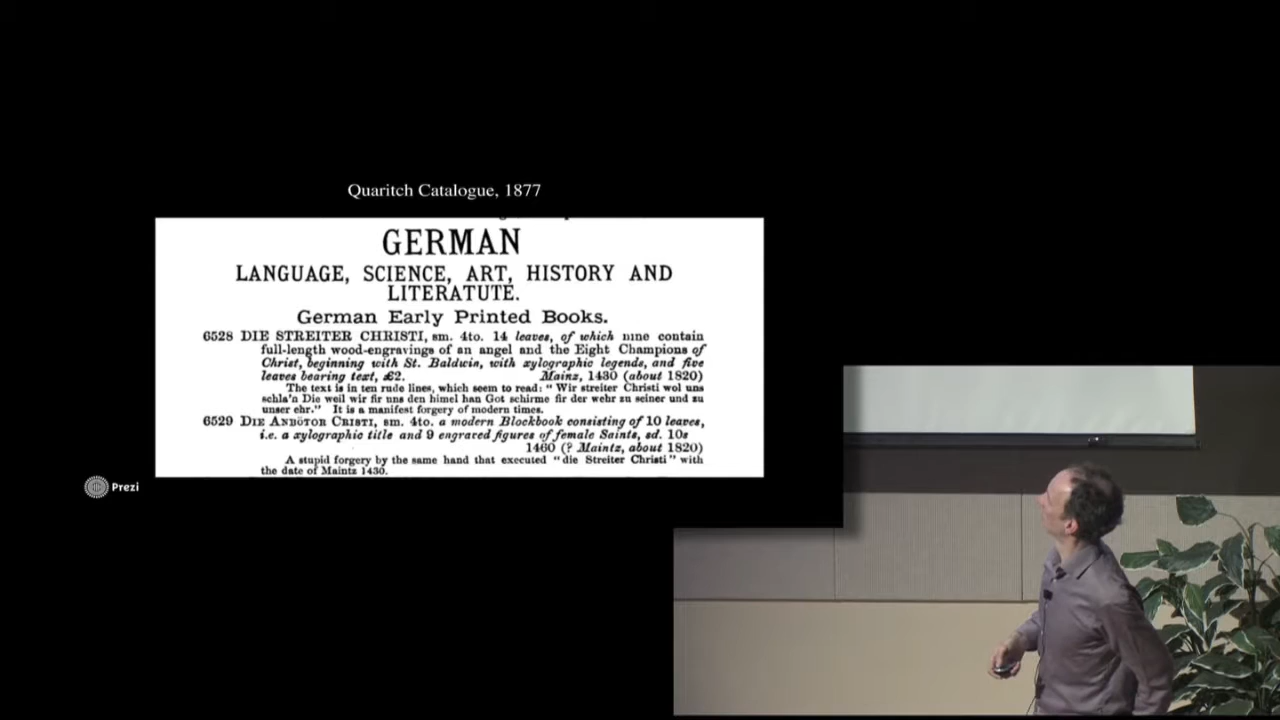 Quaritch Catalogue, 1877
GERMAN
LANGUAGE, SCIENCE, ART, HISTORY AND
LITERATUTE.
German Early Printed Books.
6528 DIE STREITER CHRISTI, sm. 4to. 14 leaves, of which nine contain
full-length wood-engravings of an angel and the Eight Champions of
Christ, beginning with St. Baldwin, with xylographic legends, and five
leaves bearing text, £2. Mainz, 1430 (about 1820)
The text is in ten rude lines, which seem to read: "Wir streiter Christi wol uns
schla'n Die weil wir fir uns den himel han Got schirme fir der wehr zu seiner und zu
unser ehr." It is a manifest forgery of modern times.
6529 DIE ANBÖTOR CRISTI, sm. 4to. a modern Blockbook consisting of 10 leaves,
i.e. a xylographic title and 9 engraved figures of female Saints, sd. 10s
1460 (? Maintz, about 1820)
A stupid forgery by the same hand that executed "die Streiter Christi" with
the date of Maintz 1430.
Prezi